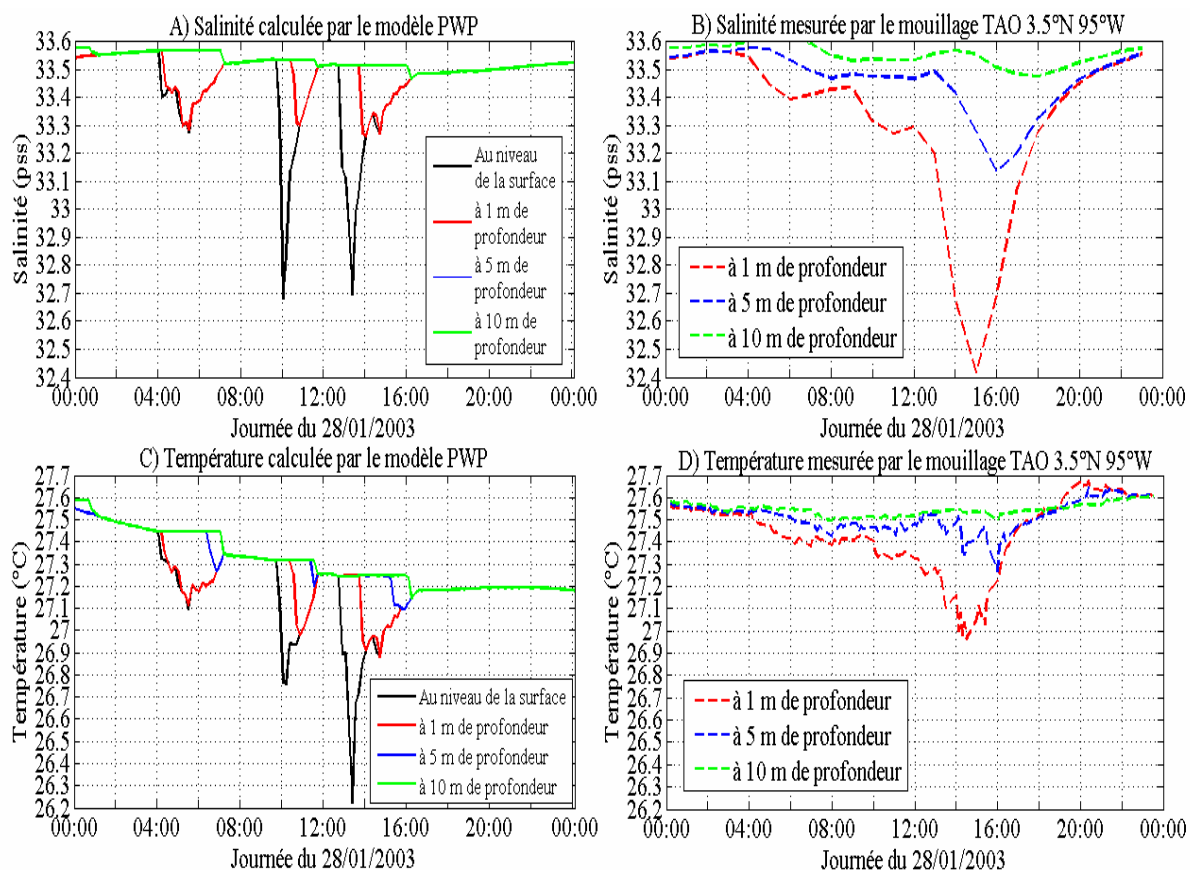 A) Salinité calculée par le modèle PWP
33.6
33.5
33.4
33.3
33.2
33.1
33
32.9
32.8
32.7
32.6
32.5
32.4
Salinité (pss)
Au niveau
de la surface
à 1 m de
profondeur
à 5 m de
profondeur
à 10 m de
profondeur
00:00 04:00 08:00 12:00 16:00 20:00 00:00
Journée du 28/01/2003
B) Salinité mesurée par le mouillage TAO 3.5°N 95°W
33.6
33.5
33.4
33.3
33.2
33.1
33
32.9
32.8
32.7
32.6
32.5
32.4
Salinité (pss)
à 1 m de profondeur
à 5 m de profondeur
à 10 m de profondeur
00:00 04:00 08:00 12:00 16:00 20:00 00:00
Journée du 28/01/2003
C) Température calculée par le modèle PWP
27.7
27.6
27.5
27.4
27.3
27.2
27.1
27
26.9
26.8
26.7
26.6
26.5
26.4
26.3
26.2
Température (°C)
Au niveau de la surface
à 1 m de profondeur
à 5 m de profondeur
à 10 m de profondeur
00:00 04:00 08:00 12:00 16:00 20:00 00:00
Journée du 28/01/2003
D) Température mesurée par le mouillage TAO 3.5°N 95°W
27.7
27.6
27.5
27.4
27.3
27.2
27.1
27
26.9
26.8
26.7
26.6
26.5
26.4
26.3
26.2
Température (°C)
à 1 m de profondeur
à 5 m de profondeur
à 10 m de profondeur
00:00 04:00 08:00 12:00 16:00 20:00 00:00
Journée du 28/01/2003